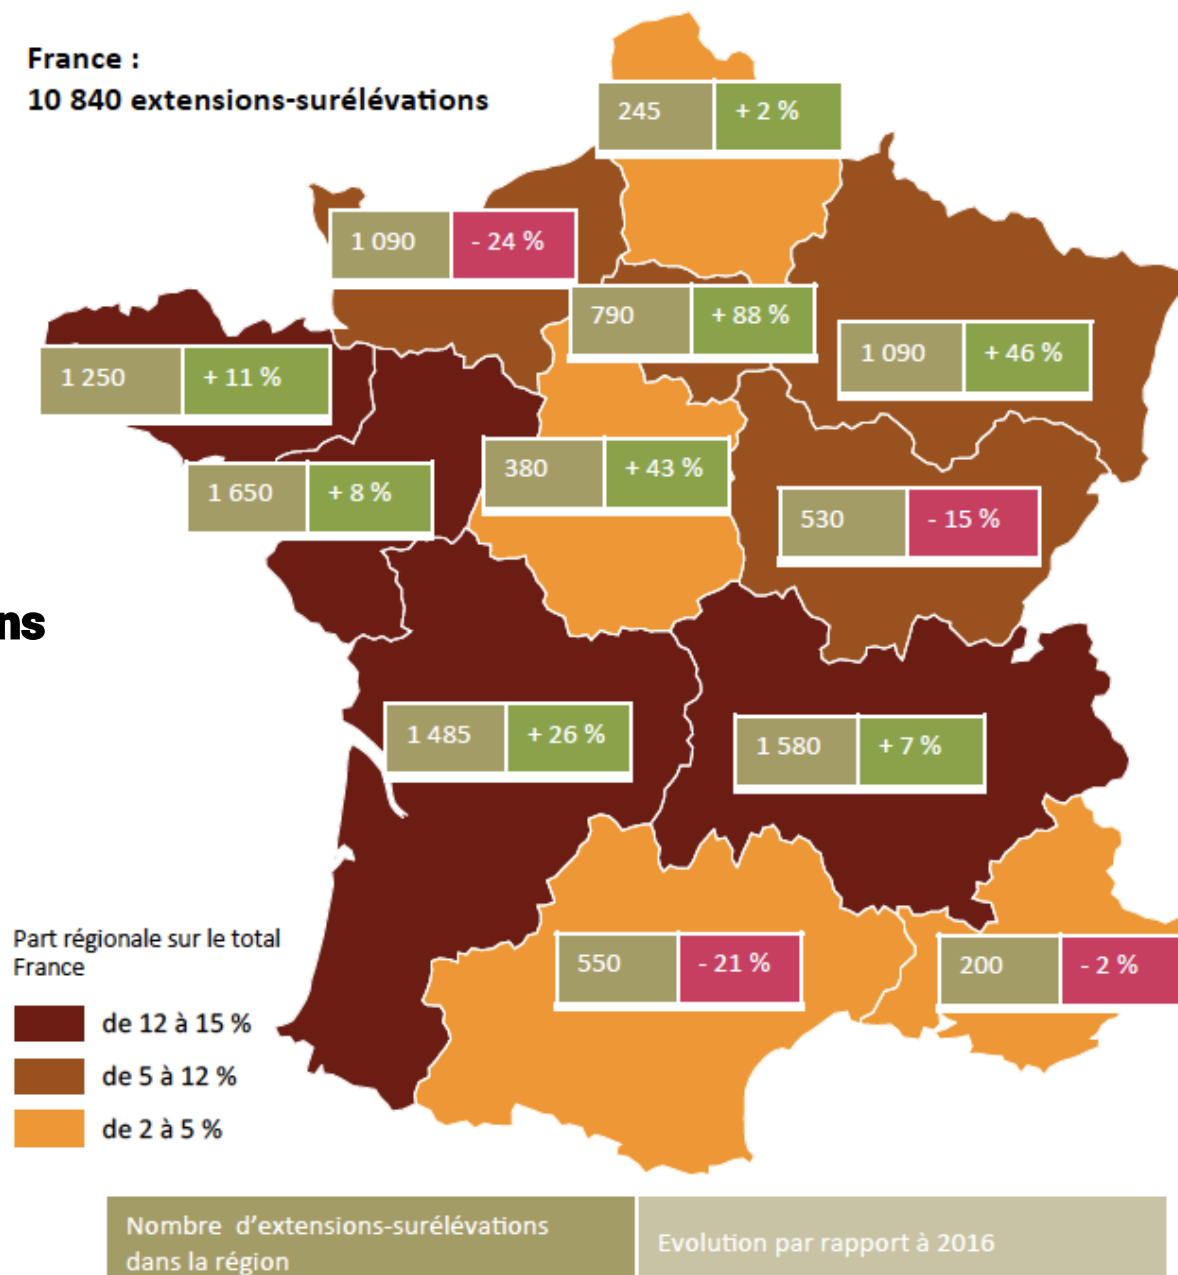 France :
10 840 extensions-surélévations
245 + 2 %
1 090 - 24 %
790 + 88 %
1 090 + 46 %
1 250 + 11 %
380 + 43 %
1 650 + 8 %
530 - 15 %
ns
1 485 + 26 %
1 580 + 7 %
550 - 21 %
200 - 2 %
Part régionale sur le total
France
de 12 à 15 %
de 5 à 12 %
de 2 à 5 %
Nombre d'extensions-surélévations
dans la région
Evolution par rapport à 2016